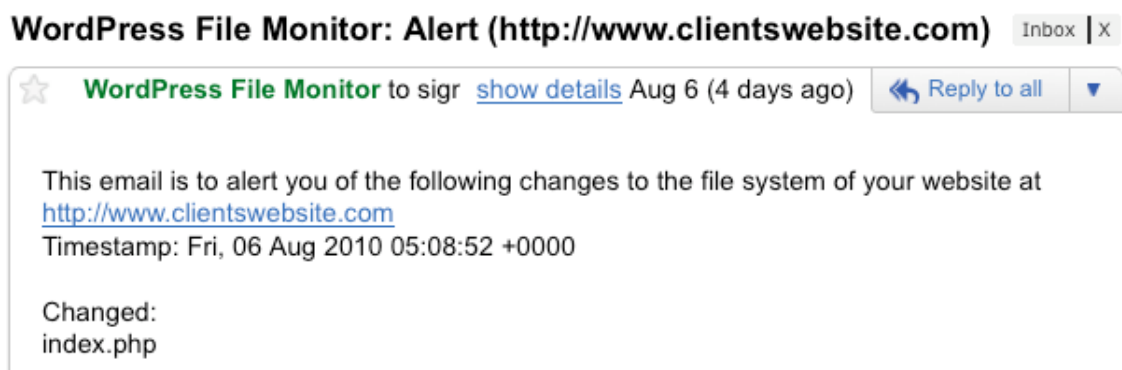 WordPress File Monitor: Alert (http://www.clientswebsite.com) Inbox | X
WordPress File Monitor to sigr show details Aug 6 (4 days ago) Reply to all
This email is to alert you of the following changes to the file system of your website at
http://www.clientswebsite.com
Timestamp: Fri, 06 Aug 2010 05:08:52 +0000
Changed:
index.php